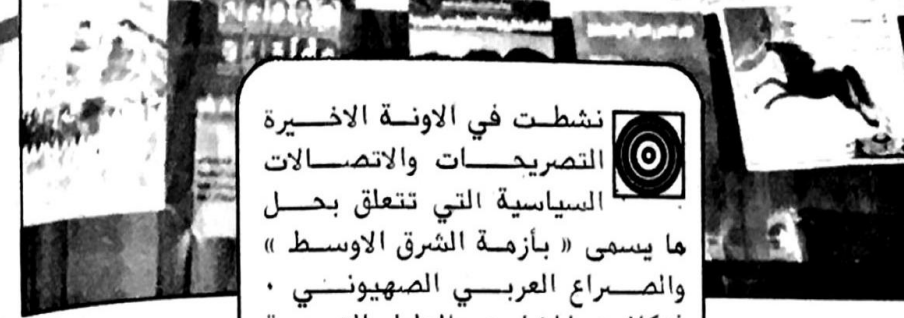 نشطت في الاونة الاخيرة
التصريحات والاتصالات
السياسية التي تتعلق بحل
ما يسمى « بأزمة الشرق الاوسط »
والصراع العربي الصهيوني .